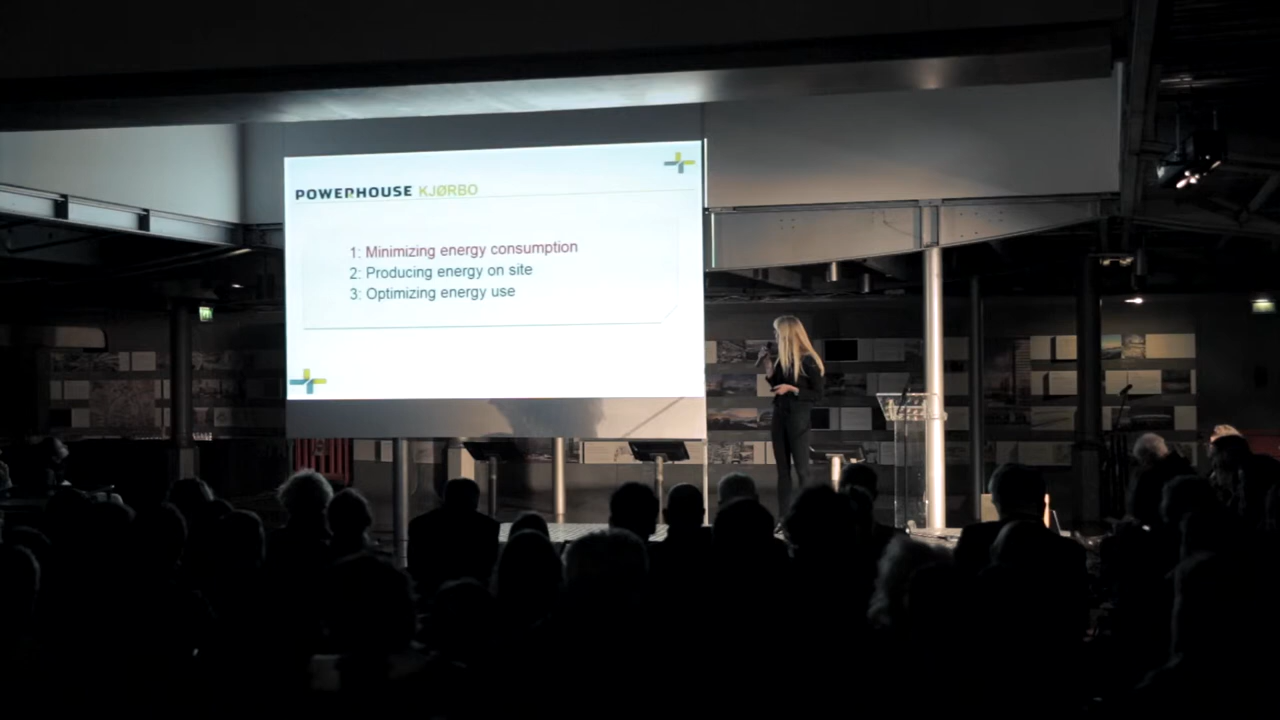 POWERHOUSE KJØRBO
1: Minimizing energy consumption
2: Producing energy on site
3: Optimizing energy use